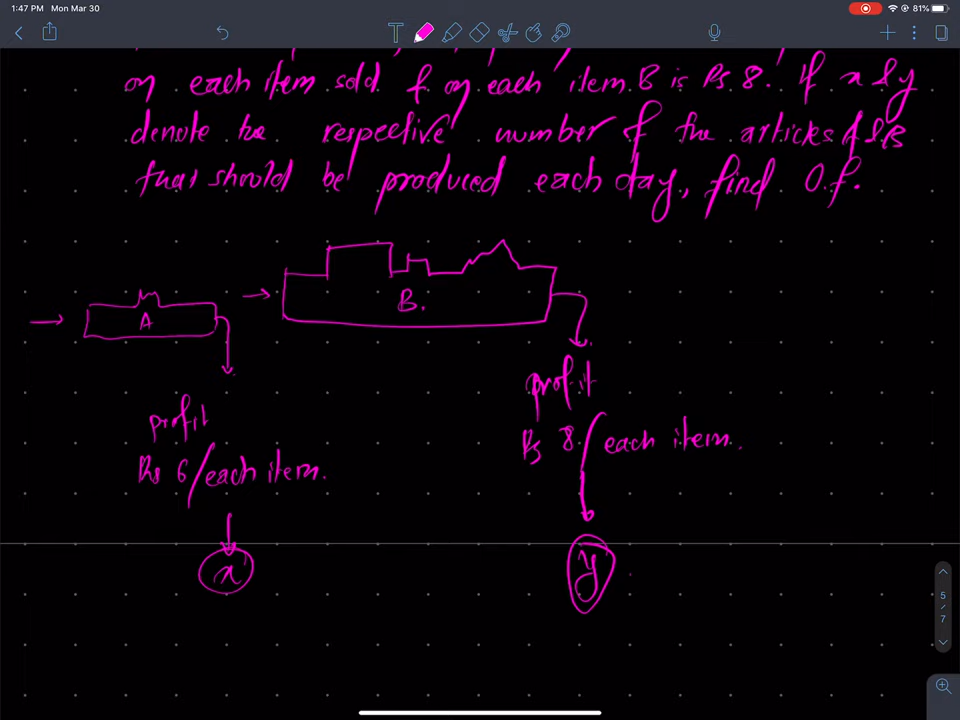 1:47 PM Mon 30
81%
T
on each item sold & on each item B is Rs 8. If x & y
denote the respective number of the articles A & B
that should be produced each day, find O.f.
A
B.
profit
Rs 6/each item.
x
profit
Rs 8/each item.
y
5
/
7